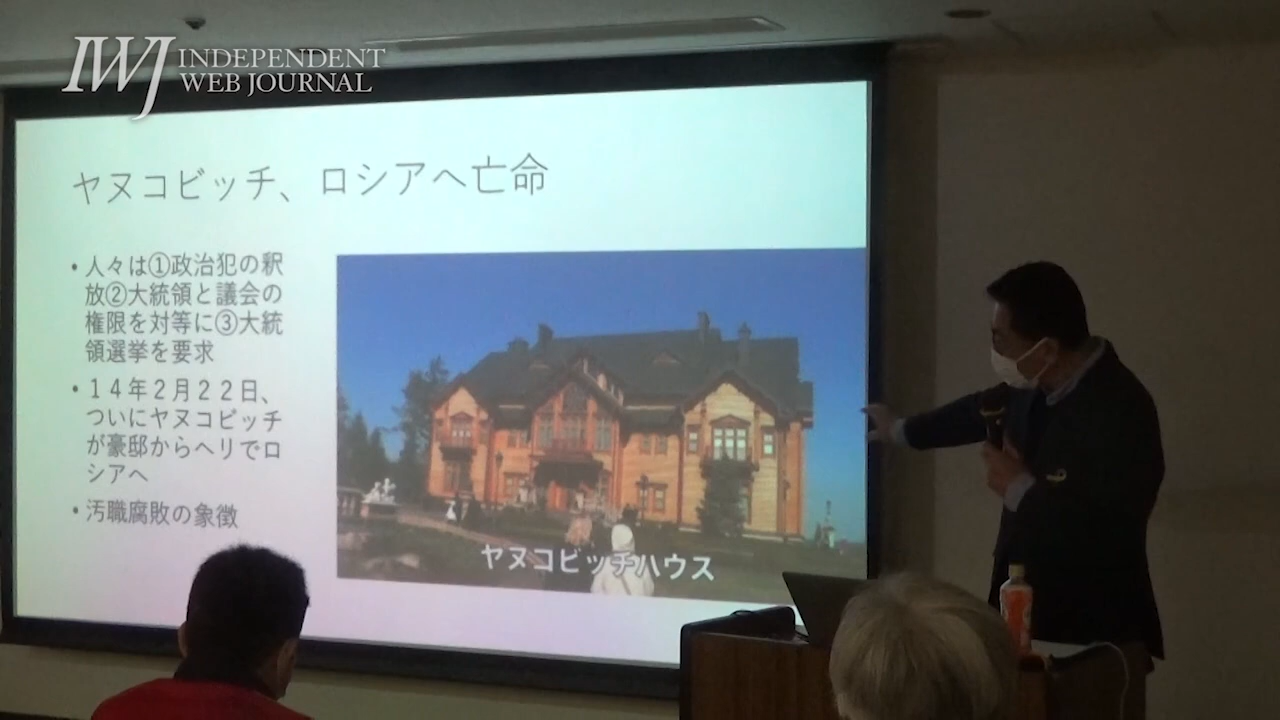 IWJ INDEPENDENT
WEB JOURNAL
ヤヌコビッチ、ロシアへ亡命
・人々は①政治犯の釈
放②大統領と議会の
権限を対等に③大統
領選挙を要求
・１４年２月２２日、
ついにヤヌコビッチ
が豪邸からヘリでロ
シアへ
・汚職腐敗の象徴
ヤヌコビッチハウス